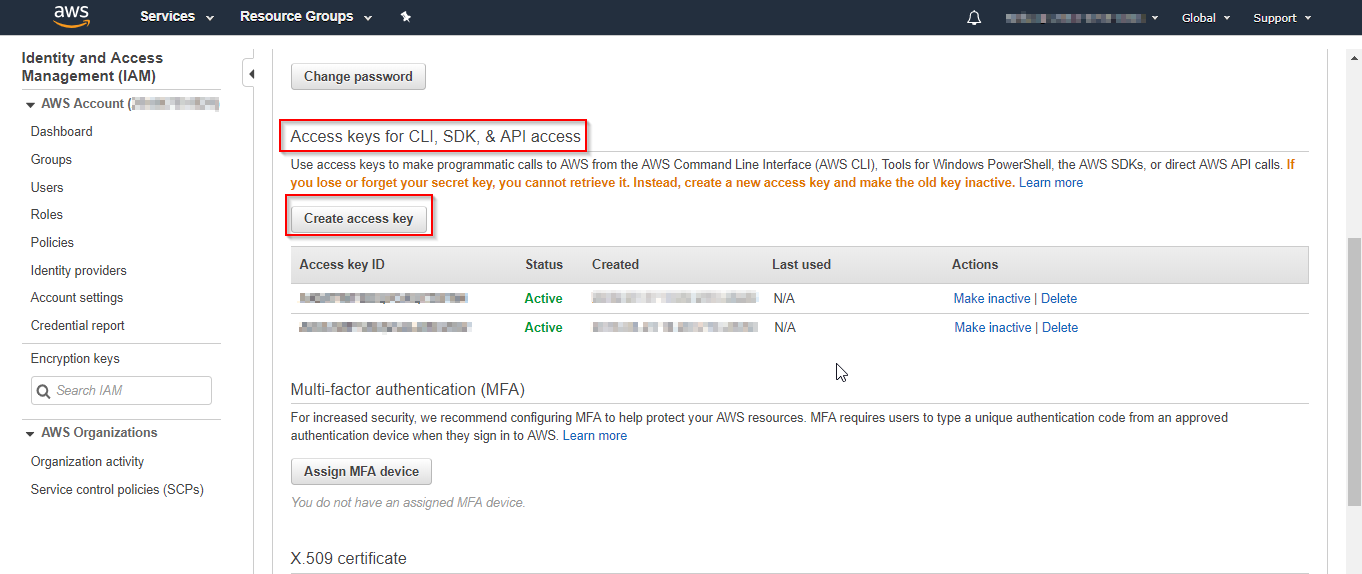 aws
Services
Resource Groups
Global
Support
Identity and Access
Management (IAM)
AWS Account (
Dashboard
Groups
Users
Roles
Policies
Identity providers
Account settings
Credential report
Encryption keys
Search IAM
AWS Organizations
Organization activity
Service control policies (SCPs)
Change password
Access keys for CLI, SDK, & API access
Use access keys to make programmatic calls to AWS from the AWS Command Line Interface (AWS CLI), Tools for Windows PowerShell, the AWS SDKs, or direct AWS API calls. If
you lose or forget your secret key, you cannot retrieve it. Instead, create a new access key and make the old key inactive. Learn more
Create access key
Access key ID Status Created Last used Actions
Active N/A Make inactive | Delete
Active N/A Make inactive | Delete
Multi-factor authentication (MFA)
For increased security, we recommend configuring MFA to help protect your AWS resources. MFA requires users to type a unique authentication code from an approved
authentication device when they sign in to AWS. Learn more
Assign MFA device
You do not have an assigned MFA device.
X.509 certificate